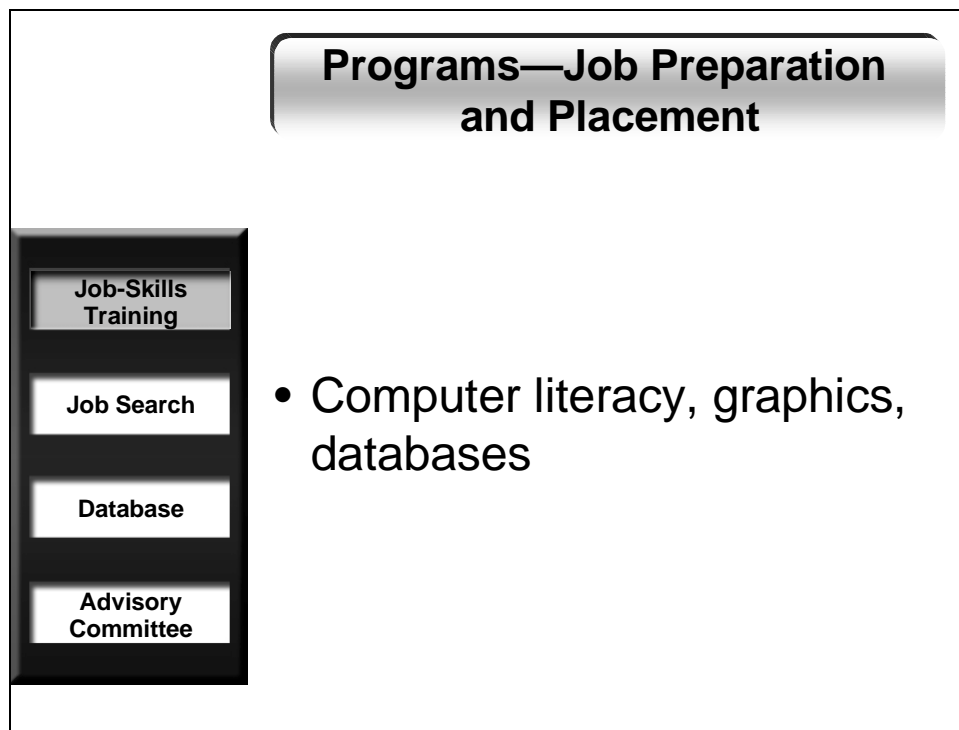 Programs—Job Preparation
and Placement
Job-Skills
Training
Job Search
Database
Advisory
Committee
• Computer literacy, graphics,
databases